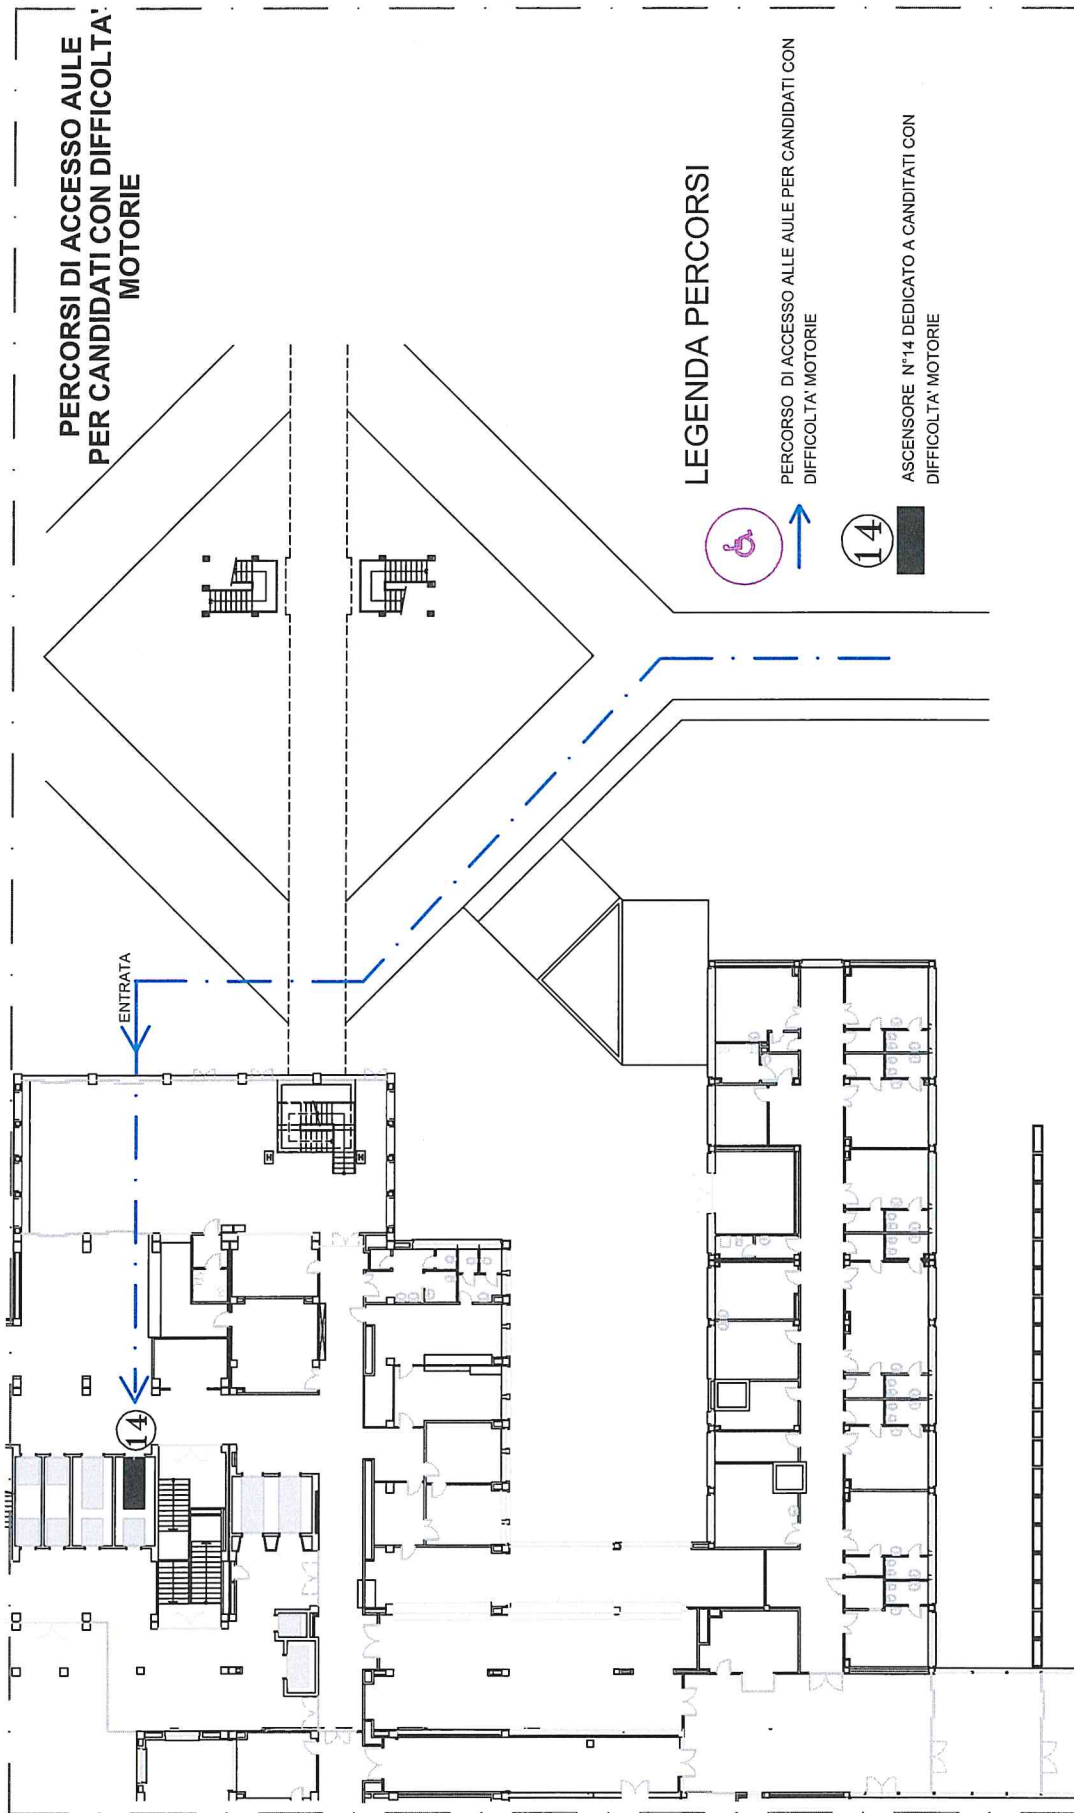 PERCORSI DI ACCESSO AULE
PER CANDIDATI CON DIFFICOLTA'
MOTORIE
LEGENDA PERCORSI
PERCORSO DI ACCESSO ALLE AULE PER CANDIDATI CON
DIFFICOLTA' MOTORIE
14
ASCENSORE N°14 DEDICATO A CANDITATI CON
DIFFICOLTA' MOTORIE
ENTRATA
14